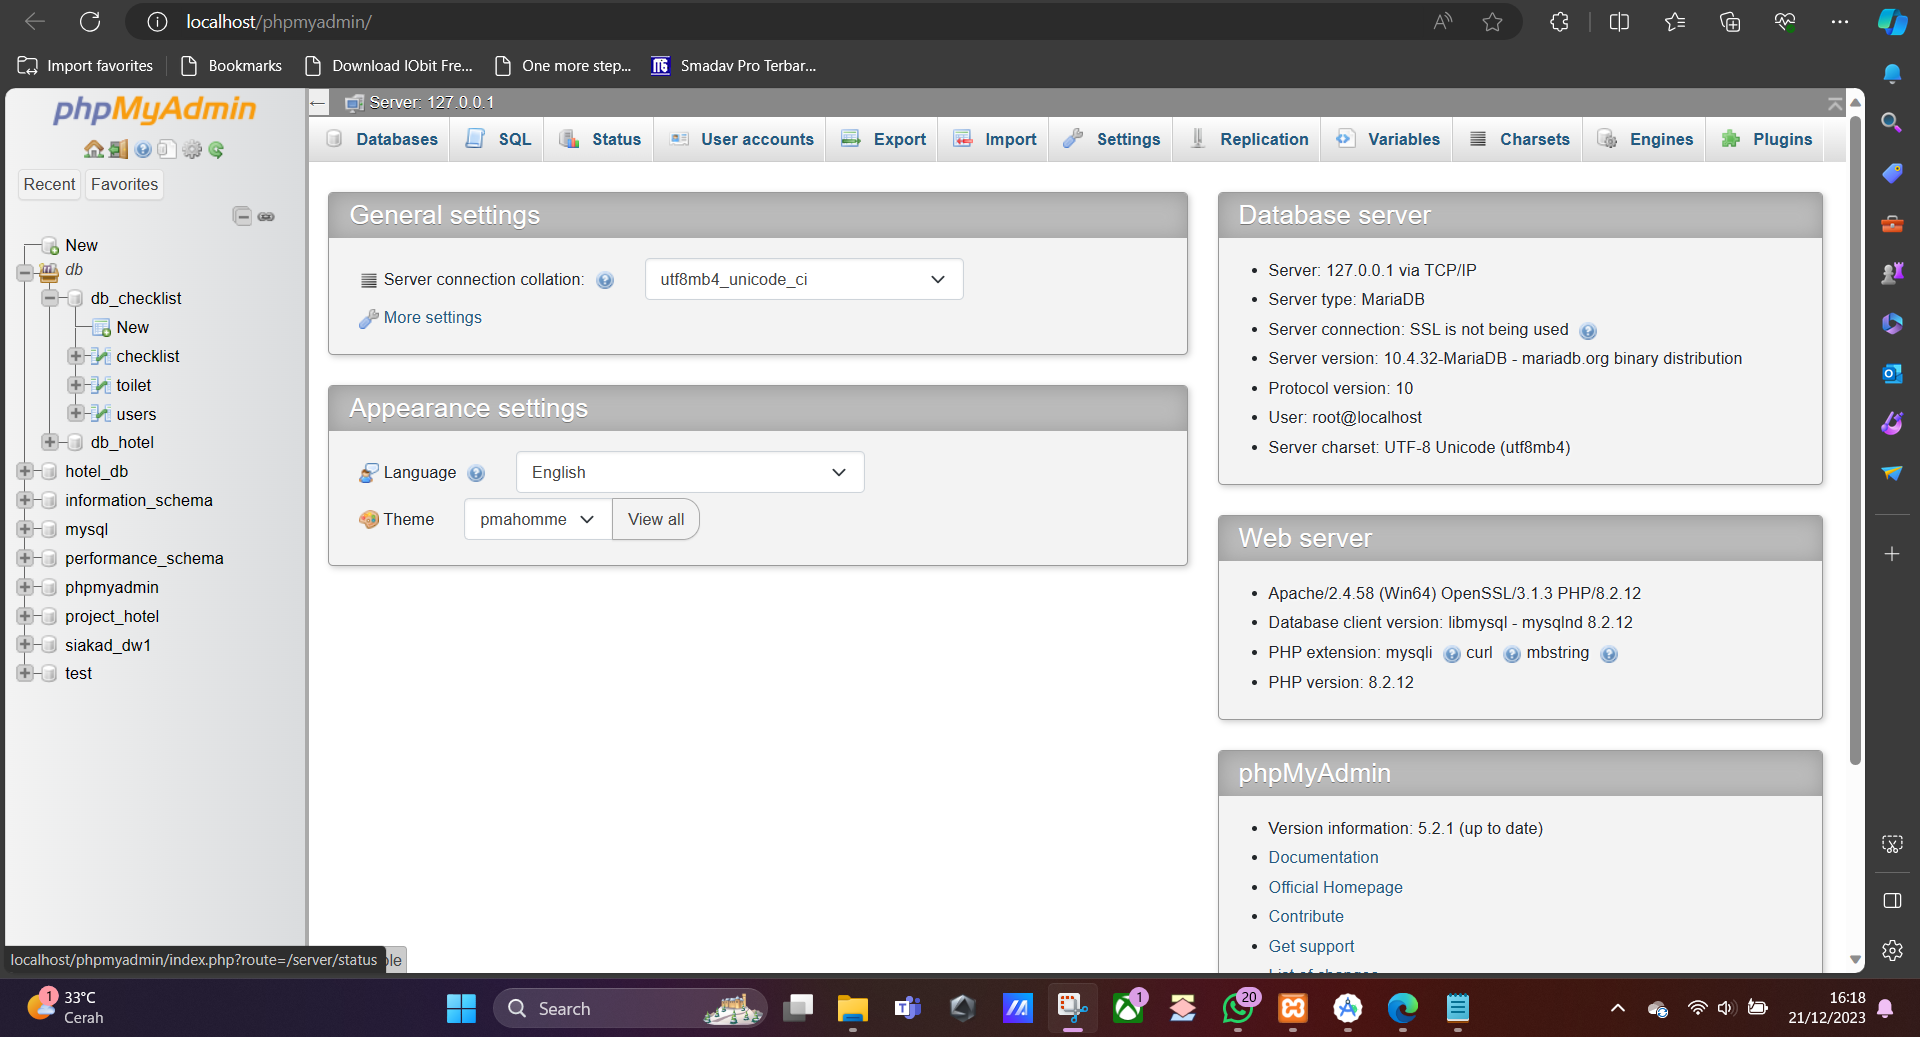 localhost/phpmyadmin/
Import favorites
Bookmarks
Download IObit Fre...
One more step...
Smadav Pro Terbar...
phpMyAdmin
Recent
Favorites
New
db
db_checklist
New
checklist
toilet
users
db_hotel
hotel_db
information_schema
mysql
performance_schema
phpmyadmin
project_hotel
siakad_dw1
test
Server: 127.0.0.1
Databases
SQL
Status
User accounts
Export
Import
Settings
Replication
Variables
Charsets
Engines
Plugins
General settings
Server connection collation:
utf8mb4_unicode_ci
More settings
Appearance settings
Language
English
Theme
pmahomme
View all
Database server
Server: 127.0.0.1 via TCP/IP
Server type: MariaDB
Server connection: SSL is not being used
Server version: 10.4.32-MariaDB - mariadb.org binary distribution
Protocol version: 10
User: root@localhost
Server charset: UTF-8 Unicode (utf8mb4)
Web server
Apache/2.4.58 (Win64) OpenSSL/3.1.3 PHP/8.2.12
Database client version: libmysql - mysqlnd 8.2.12
PHP extension: mysqli curl mbstring
PHP version: 8.2.12
phpMyAdmin
Version information: 5.2.1 (up to date)
Documentation
Official Homepage
Contribute
Get support
List of changes
localhost/phpmyadmin/index.php?route=/server/status
1
33°C
Cerah
Search
1
20
16:18
21/12/2023